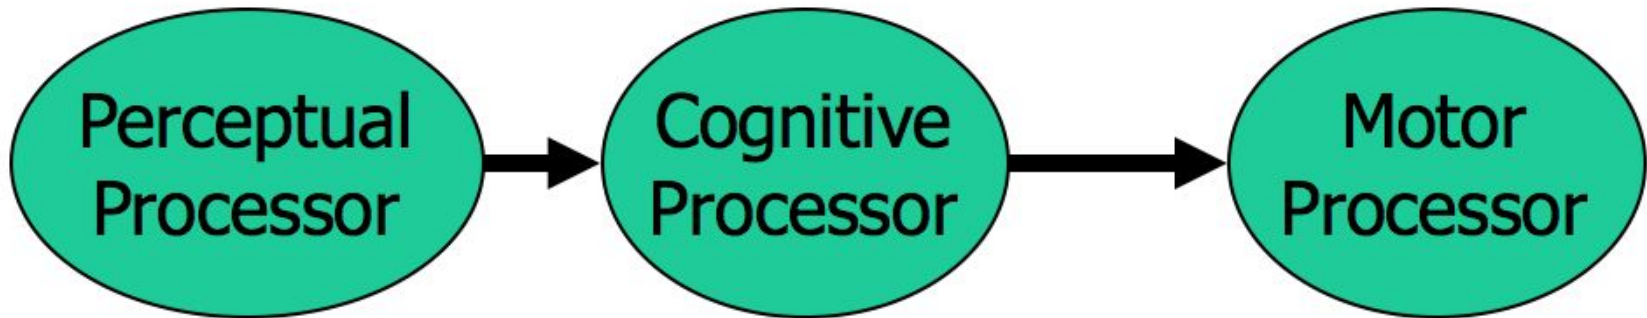 Perceptual
Processor
Cognitive
Processor
Motor
Processor